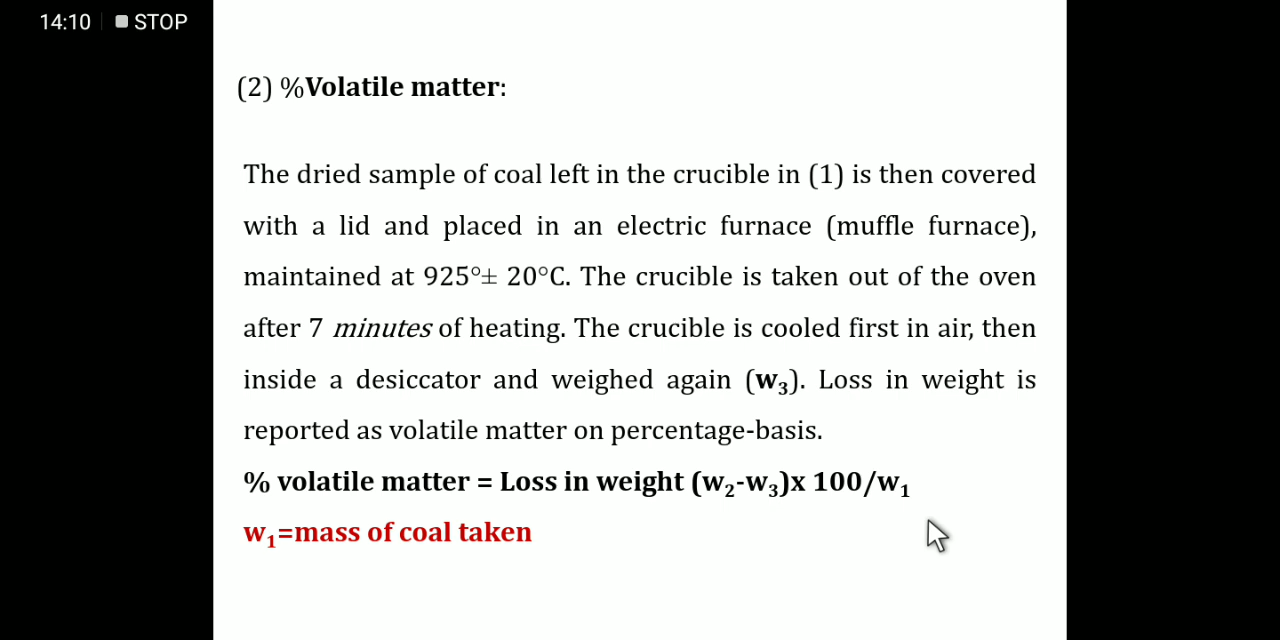 14:10 STOP
(2) %Volatile matter:
The dried sample of coal left in the crucible in (1) is then covered
with a lid and placed in an electric furnace (muffle furnace),
maintained at 925°± 20°C. The crucible is taken out of the oven
after 7 minutes of heating. The crucible is cooled first in air, then
inside a desiccator and weighed again (w₃). Loss in weight is
reported as volatile matter on percentage-basis.
% volatile matter = Loss in weight (w₂-w₃)x 100/w₁
w₁=mass of coal taken